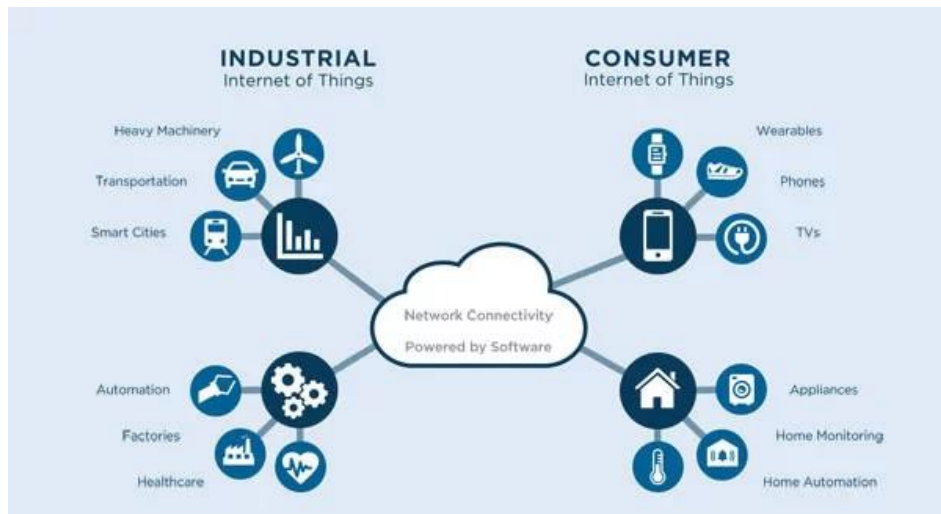 INDUSTRIAL
Internet of Things
CONSUMER
Internet of Things
Heavy Machinery
Transportation
Smart Cities
Wearables
Phones
TVs
Network Connectivity
Powered by Software
Automation
Factories
Healthcare
Appliances
Home Monitoring
Home Automation